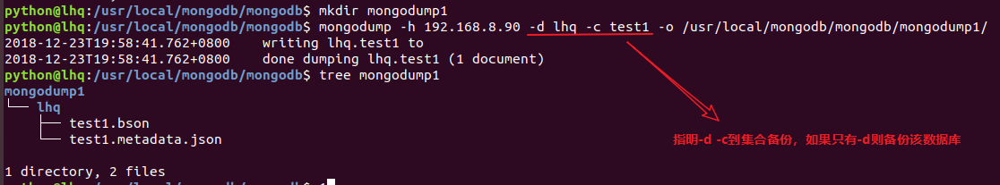 python@lhq:/usr/local/mongodb/mongodb$ mkdir mongodump1
python@lhq:/usr/local/mongodb/mongodb$ mongodump -h 192.168.8.90 -d lhq -c test1 -o /usr/local/mongodb/mongodb/mongodump1/
2018-12-23T19:58:41.762+0800    writing lhq.test1 to
2018-12-23T19:58:41.762+0800    done dumping lhq.test1 (1 document)
python@lhq:/usr/local/mongodb/mongodb$ tree mongodump1
mongodump1
└── lhq
    ├── test1.bson
    └── test1.metadata.json
指明-d -c到集合备份，如果只有-d则备份该数据库
1 directory, 2 files